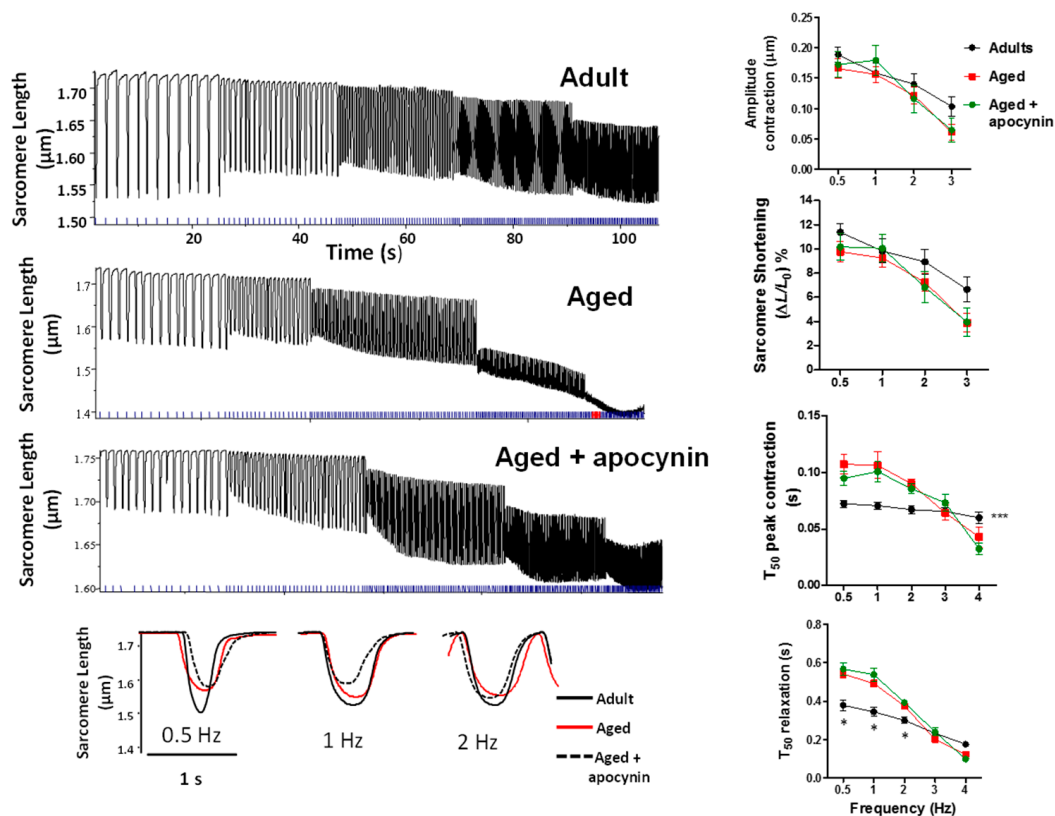 Adult
Sarcomere Length
(µm)
1.70
1.65
1.60
1.55
1.50
20
40
60
80
100
Time (s)
Aged
Sarcomere Length
(µm)
1.7
1.6
1.5
1.4
Aged + apocynin
Sarcomere Length
(µm)
1.75
1.70
1.65
1.60
Sarcomere Length
(µm)
1.7
1.6
1.5
1.4
0.5 Hz
1 Hz
2 Hz
1 s
Adult
Aged
Aged +
apocynin
Amplitude
contraction (µm)
0.20
0.15
0.10
0.05
0.00
0.5
1
2
3
Adults
Aged
Aged +
apocynin
Sarcomere Shortening
(ΔL/L0) %
14
12
10
8
6
4
2
0
0.5
1
2
3
T50 peak contraction
(s)
0.15
0.10
0.05
0.00
***
0.5
1
2
3
4
T50 relaxation (s)
0.6
0.4
0.2
0.0
*
*
*
0.5
1
2
3
4
Frequency (Hz)